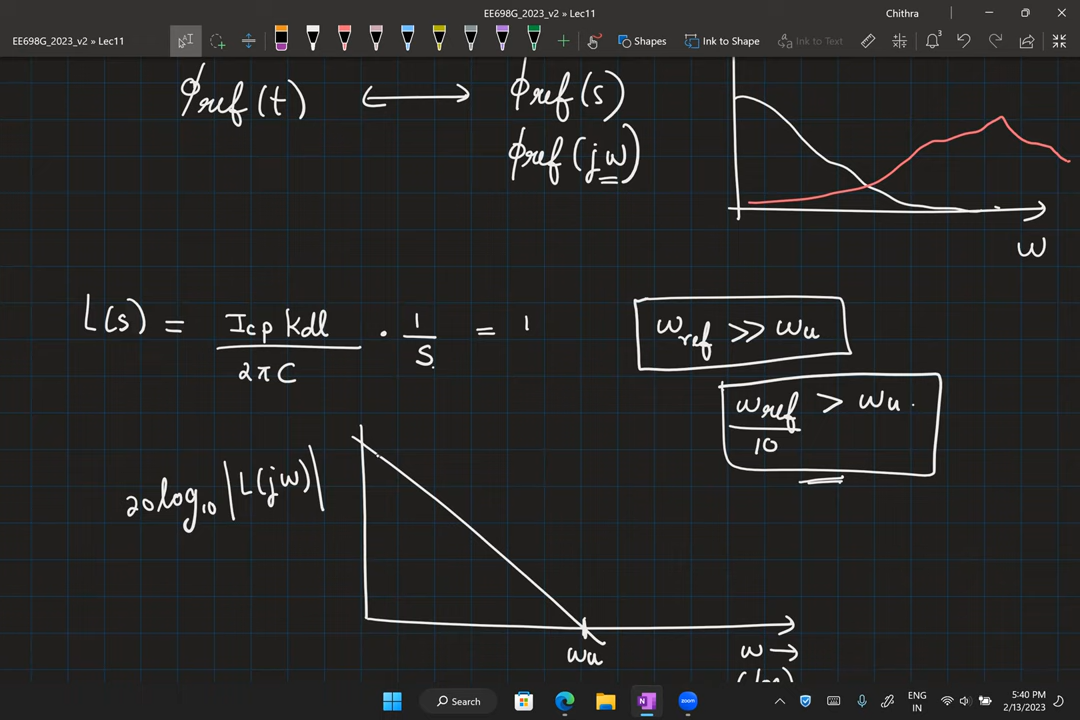 EE698G_2023_v2 » Lec11
Chithra
EE698G_2023_v2 » Lec11
Shapes
Ink to Shape
Ink to Text
ϕref(t) ⟷ ϕref(s)
ϕref(jω)
ω
L(s) = Icp Kdl / 2πC · 1/s = 1
ωref >> ωu
ωref/10 > ωu.
20log10 |L(jω)|
ωu
ω →
(log)
Search
zoom
ENG
IN
5:40 PM
2/13/2023